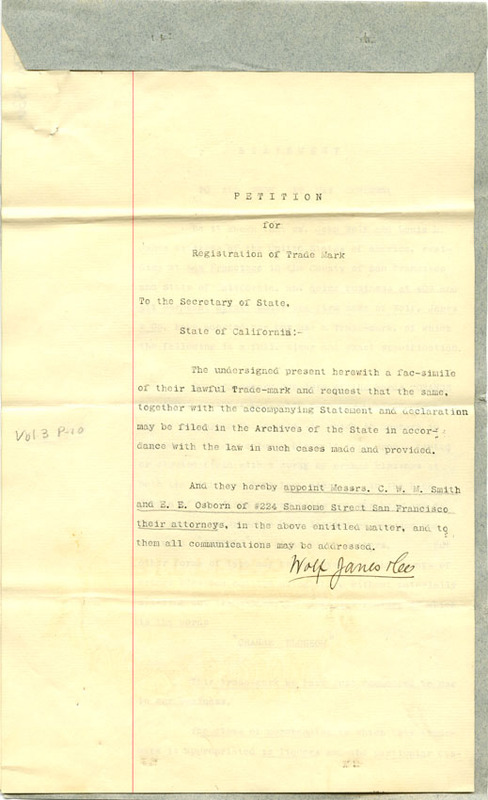 P E T I T I O N
for
Registration of Trade Mark
To the Secretary of State,
State of California:-
The undersigned present herewith a fac-simile
of their lawful Trade-mark and request that the same,
together with the accompanying Statement and declaration
may be filed in the Archives of the State in accor-
dance with the law in such cases made and provided.
Vol 3 P-10
And they hereby appoint Messrs. C. W. M. Smith
and E. E. Osborn of #224 Sansome Street San Francisco
their attorneys, in the above entitled matter, and to
them all communications may be addressed.
Wolf